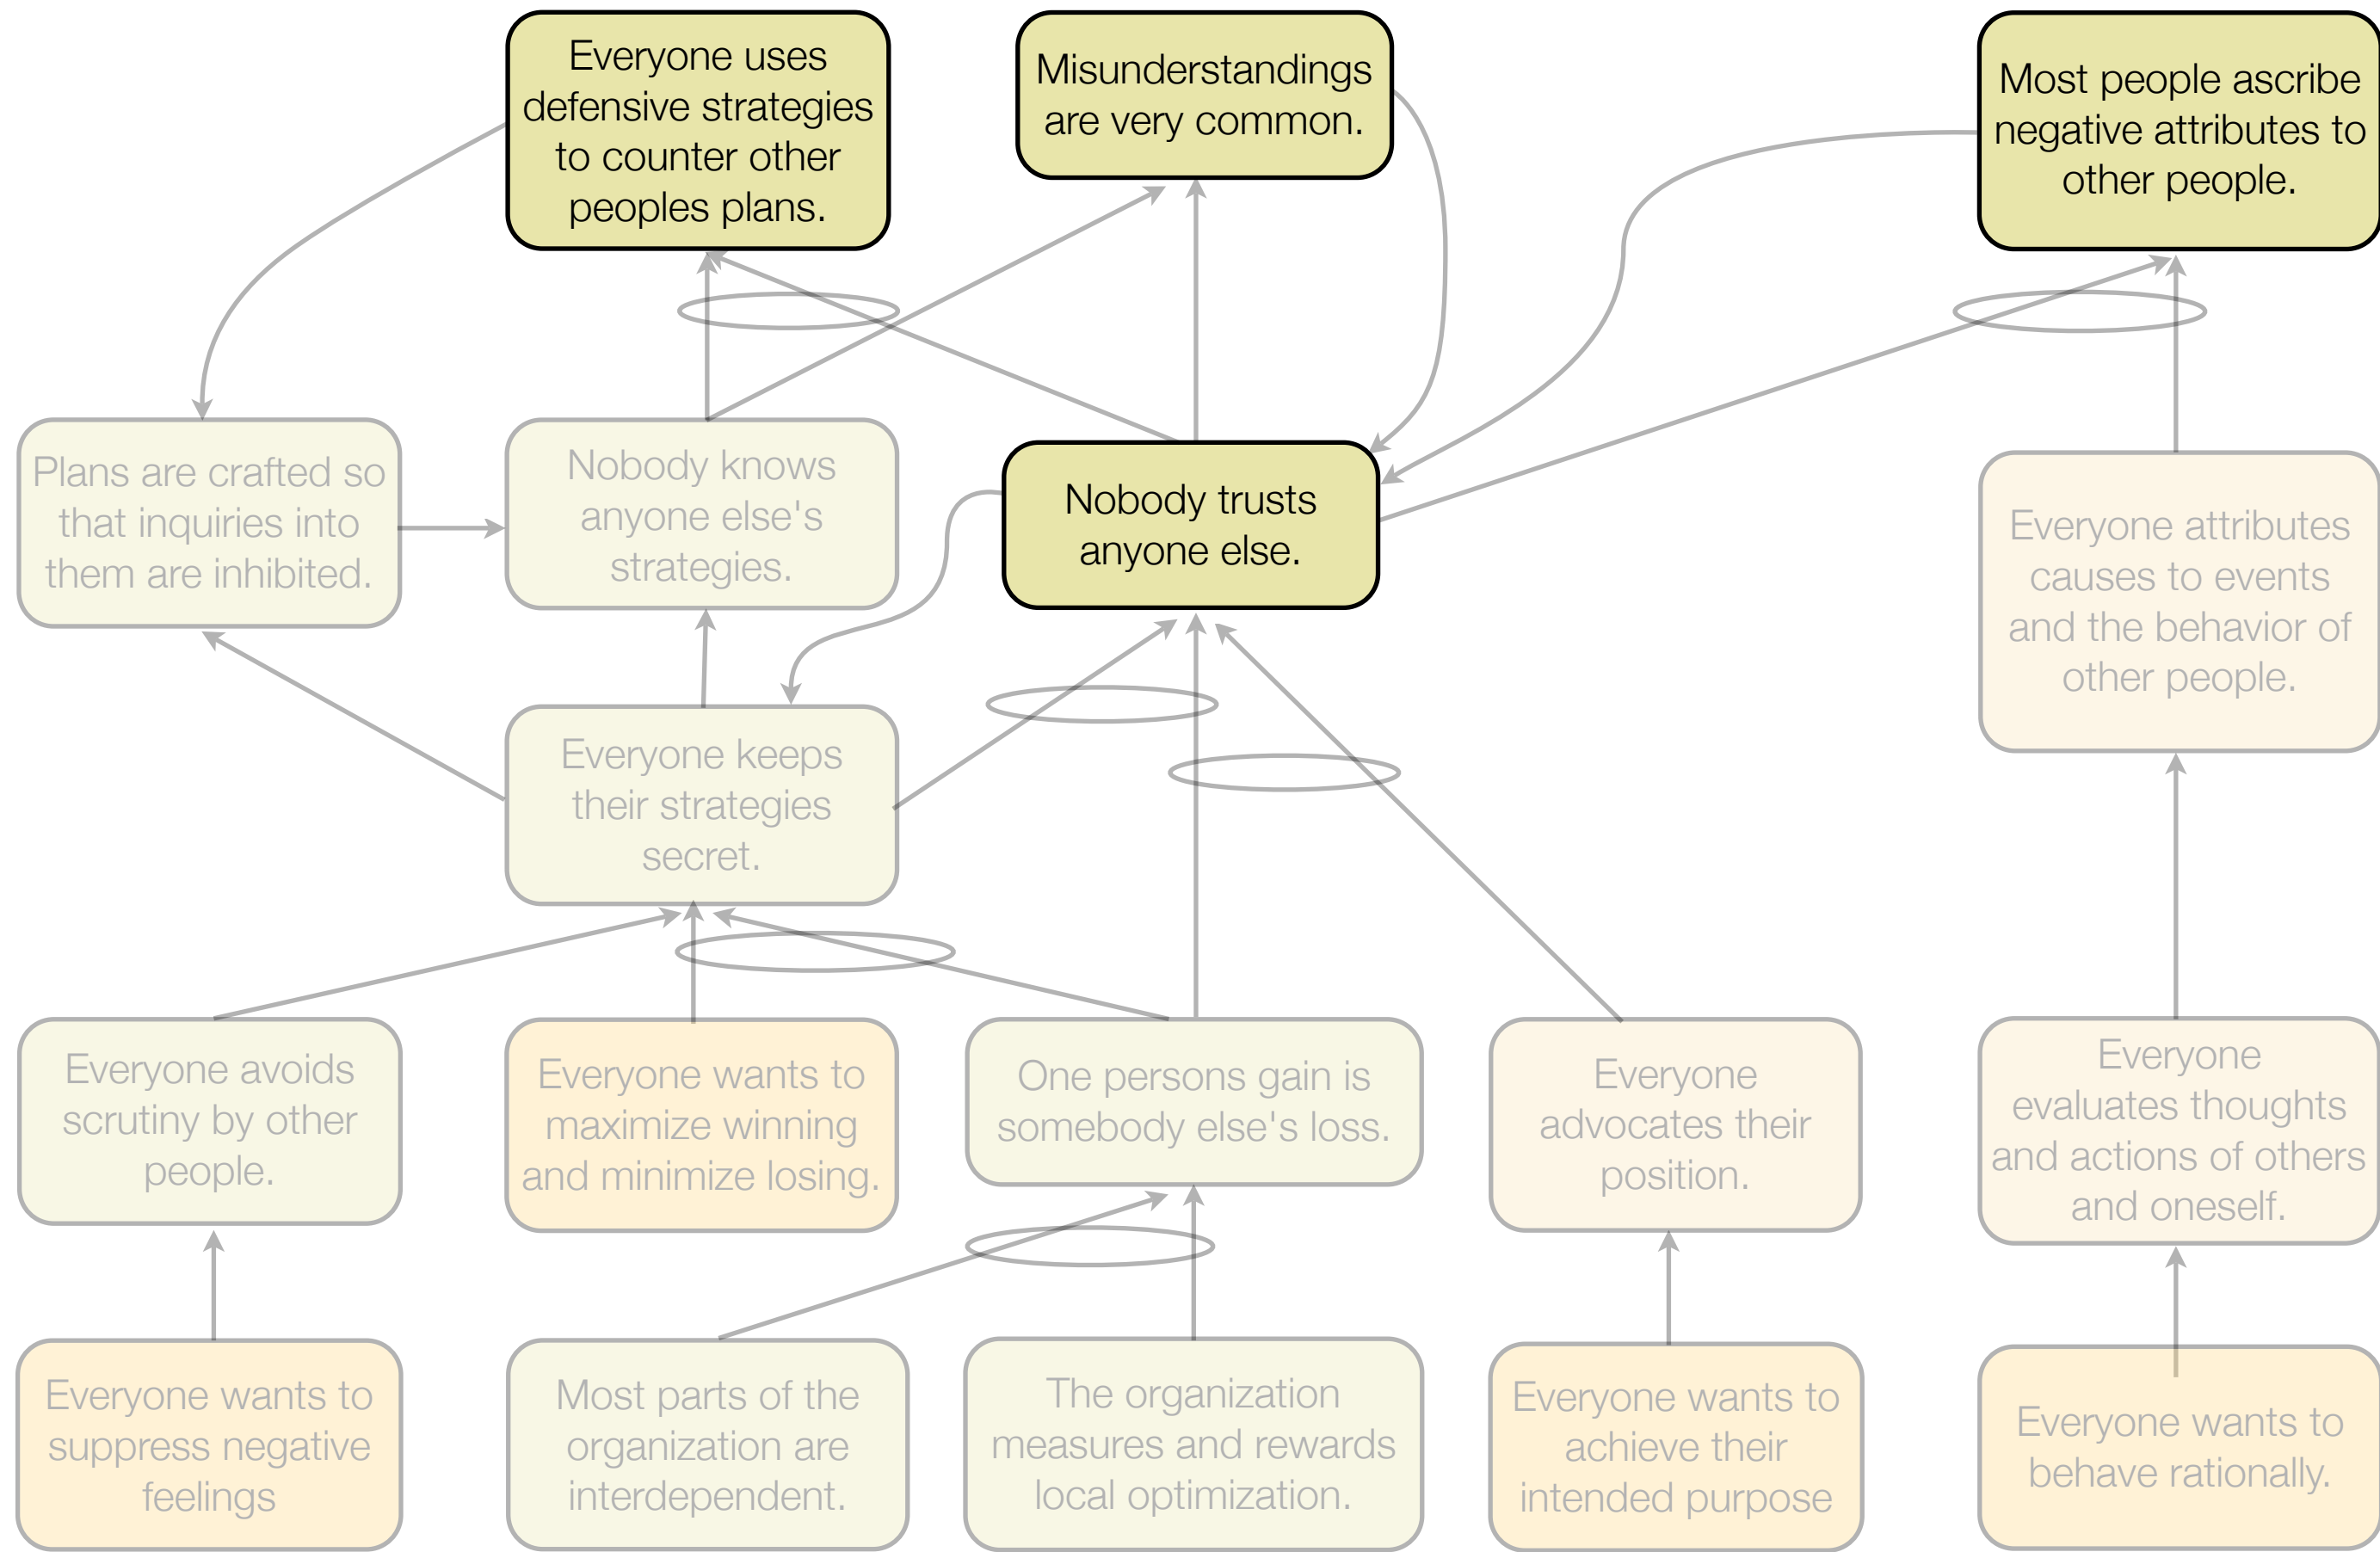 Everyone uses
defensive strategies
to counter other
peoples plans.
Misunderstandings
are very common.
Most people ascribe
negative attributes to
other people.
Plans are crafted so
that inquiries into
them are inhibited.
Nobody knows
anyone else's
strategies.
Nobody trusts
anyone else.
Everyone attributes
causes to events
and the behavior of
other people.
Everyone keeps
their strategies
secret.
Everyone avoids
scrutiny by other
people.
Everyone wants to
maximize winning
and minimize losing.
One persons gain is
somebody else's loss.
Everyone
advocates their
position.
Everyone
evaluates thoughts
and actions of others
and oneself.
Everyone wants to
suppress negative
feelings
Most parts of the
organization are
interdependent.
The organization
measures and rewards
local optimization.
Everyone wants to
achieve their
intended purpose
Everyone wants to
behave rationally.